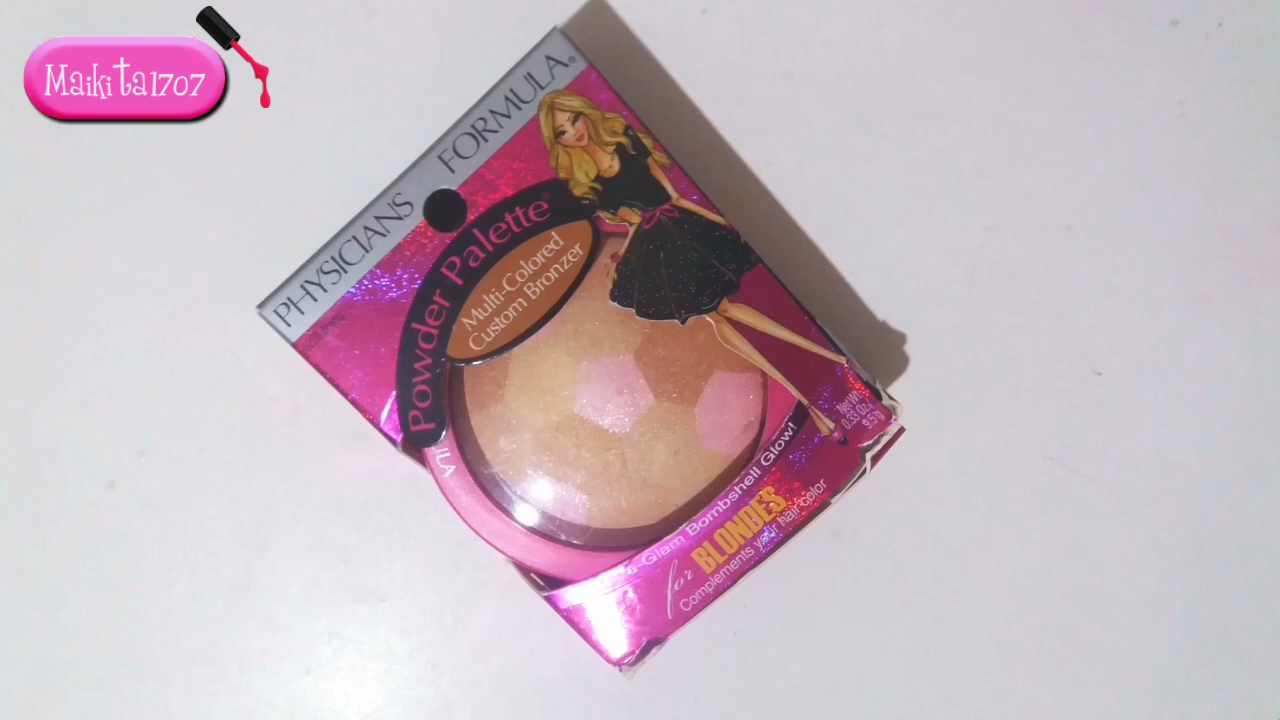 Maikita1707
PHYSICIANS FORMULA®
Powder Palette
Multi-Colored
Custom Bronzer
Net Wt.
0.33 Oz./
9.5 g
-Glam Bombshell Glow!
for BLONDES
Complements your hair color